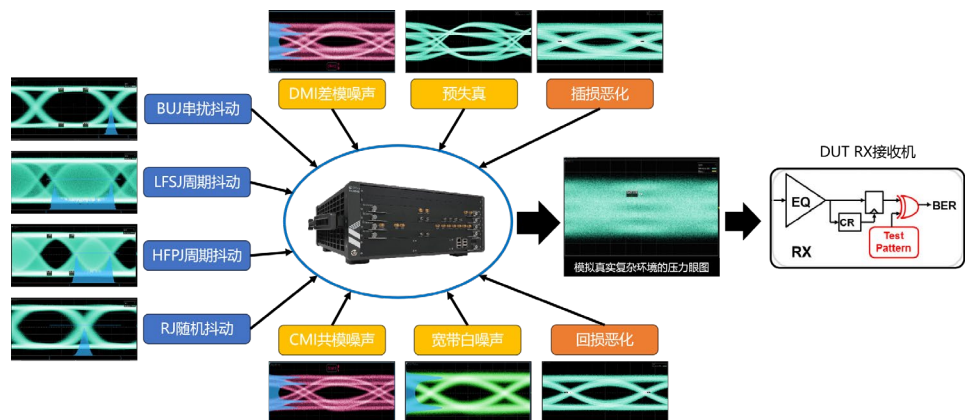 DMI差模噪声
预失真
插损恶化
BUJ串扰抖动
LFSJ周期抖动
HFPJ周期抖动
RJ随机抖动
CMI共模噪声
宽带白噪声
回损恶化
模拟真实复杂环境的压力眼图
DUT RX接收机
EQ
CR
BER
Test
Pattern
RX